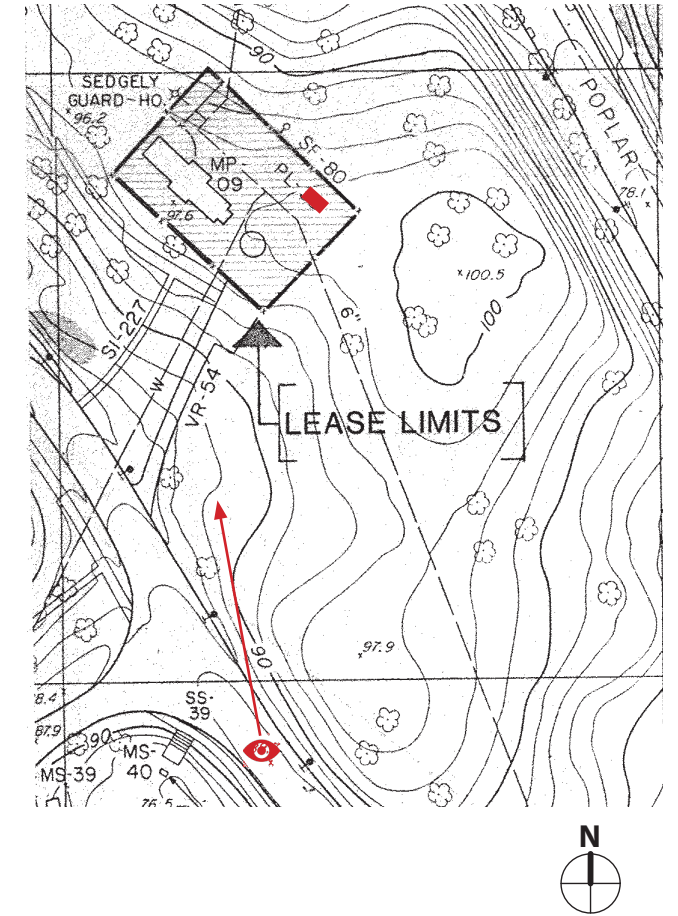 90
SEDGELY
GUARD-HO.
96.2
SF-80
POPLAR
MP-
09
PL-
97.6
78.1
100.5
100
6"
SI-227
W
VR-54
LEASE LIMITS
90
97.9
SS-
39
8.4
87.9
90
MS-
40
MS-39
76.5
N